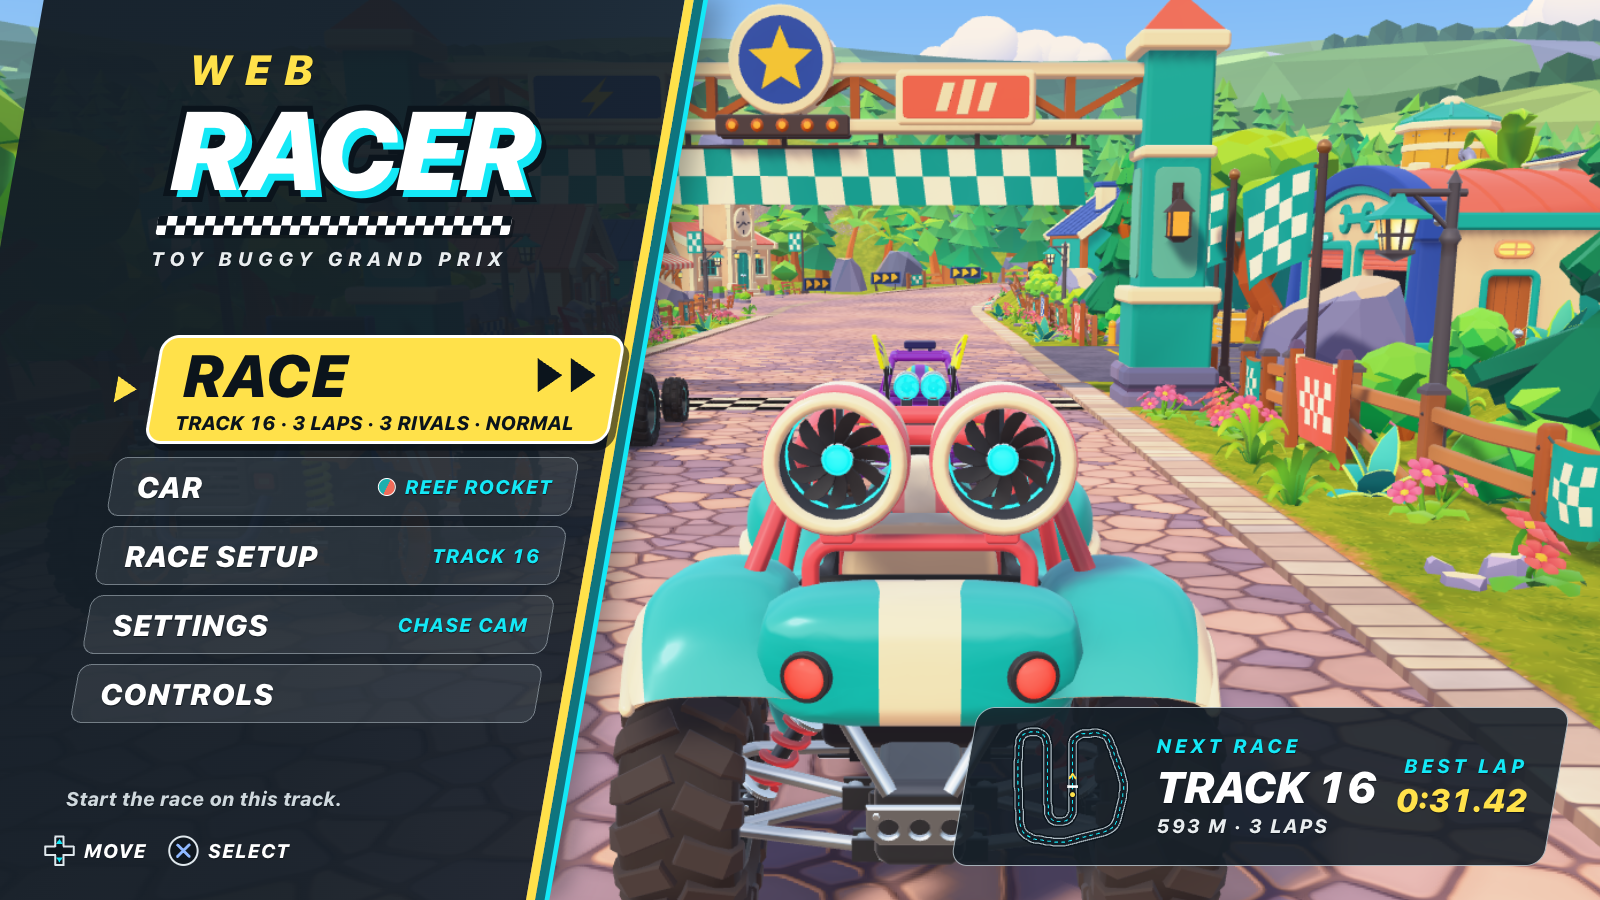 WEB
RACER
TOY BUGGY GRAND PRIX
RACE
TRACK 16 · 3 LAPS · 3 RIVALS · NORMAL
CAR REEF ROCKET
RACE SETUP TRACK 16
SETTINGS CHASE CAM
CONTROLS
Start the race on this track.
MOVE SELECT
NEXT RACE
TRACK 16
593 M · 3 LAPS
BEST LAP
0:31.42